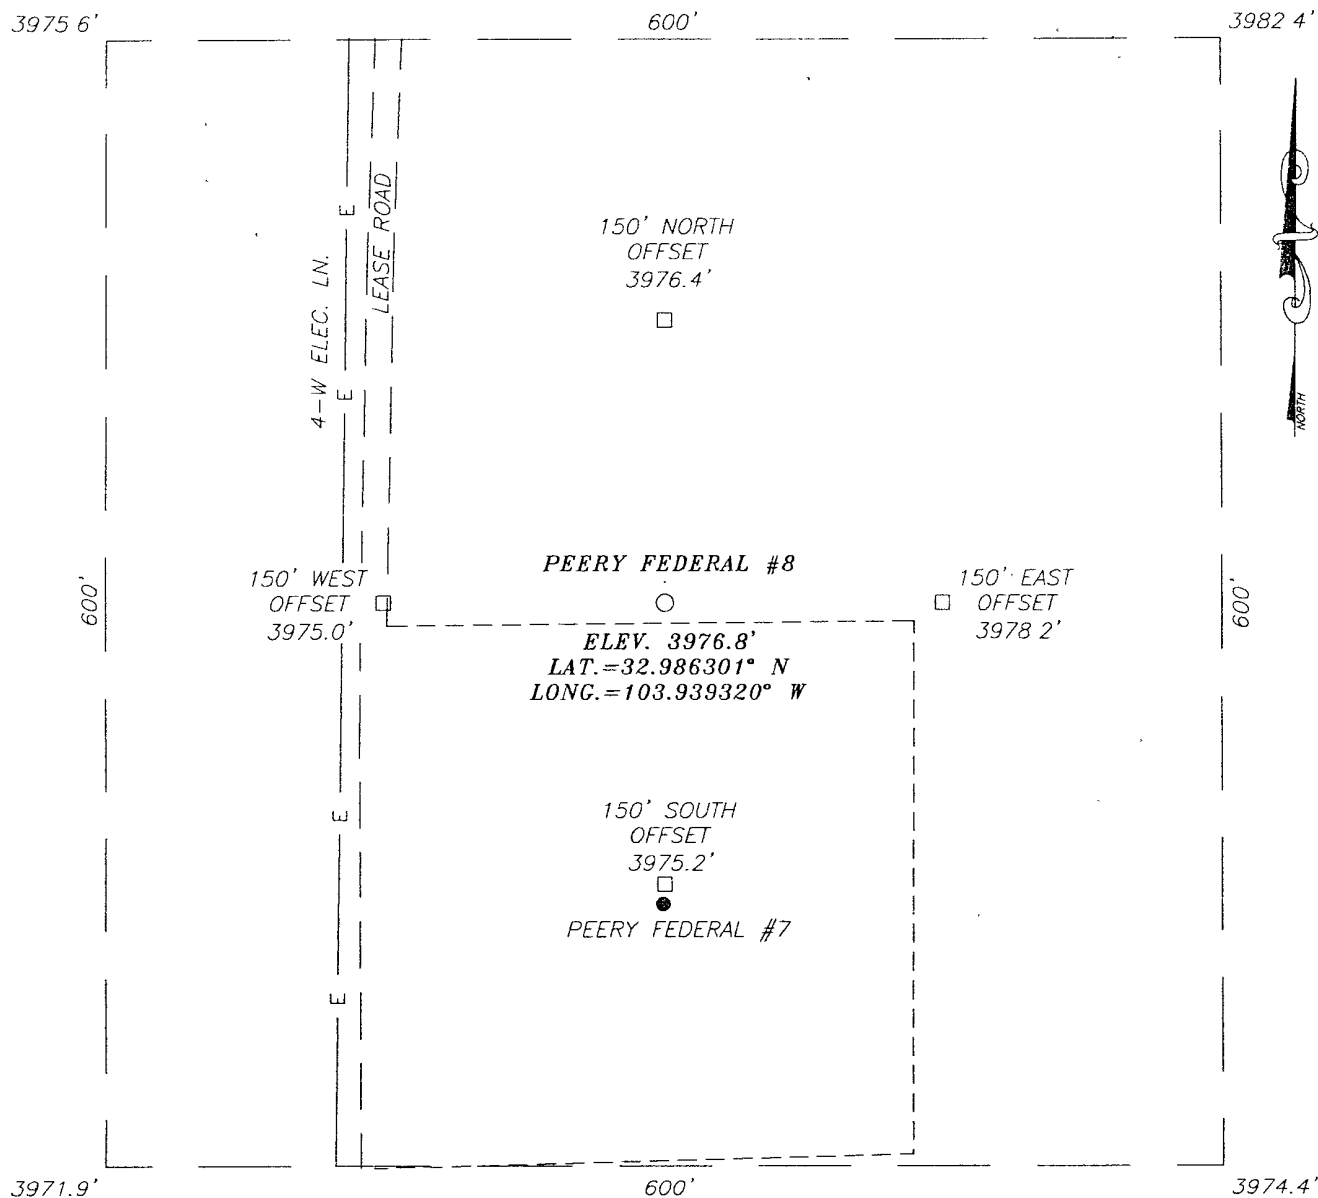 3975 6'
600'
3982 4'
LEASE ROAD
4-W ELEC. LN.
E
E
150' NORTH
OFFSET
3976.4'
NORTH
600'
150' WEST
OFFSET
3975.0'
PEERY FEDERAL #8
ELEV. 3976.8'
LAT.=32.986301° N
LONG.=103.939320° W
150' EAST
OFFSET
3978 2'
600'
150' SOUTH
OFFSET
3975.2'
PEERY FEDERAL #7
E
E
3971.9'
600'
3974.4'